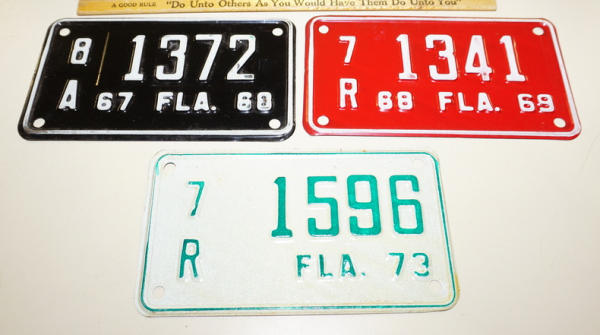 A GOOD RULE "Do Unto Others As You Would Have Them Do Unto You"
8 1372
A 67 FLA. 68
7 1341
R 68 FLA. 69
7 1596
R FLA. 73